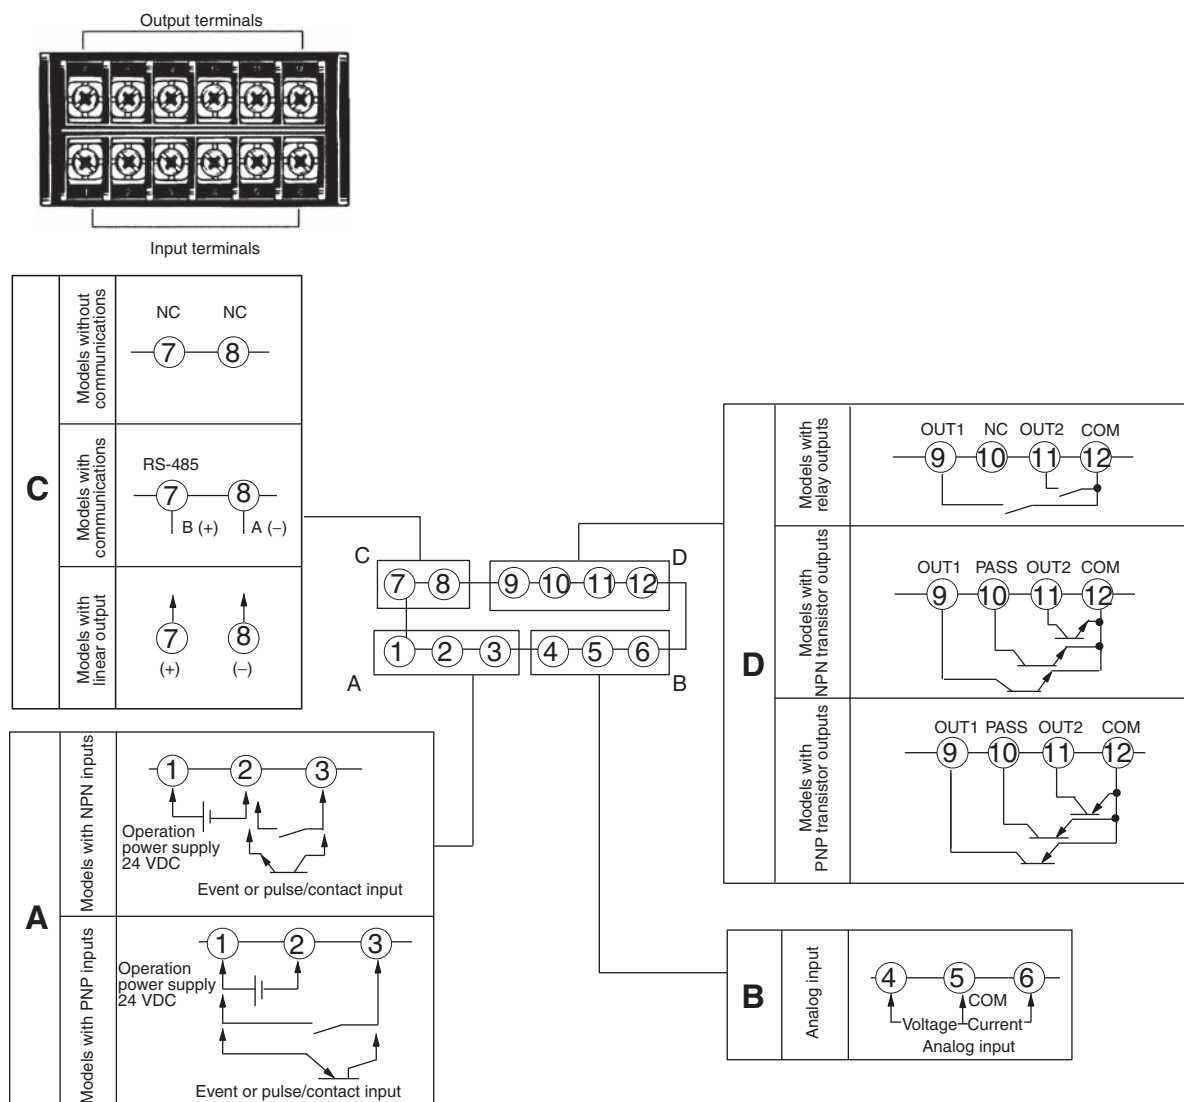 Output terminals
1 2 3 4 5 6
Input terminals
C
Models without
communications
NC NC
7 8
Models with
communications
RS-485
7 8
B (+) A (−)
Models with
linear output
7 8
(+) (−)
C D
7 8 9 10 11 12
1 2 3 4 5 6
A B
D
Models with
relay outputs
OUT1 NC OUT2 COM
9 10 11 12
Models with
NPN transistor outputs
OUT1 PASS OUT2 COM
9 10 11 12
Models with
PNP transistor outputs
OUT1 PASS OUT2 COM
9 10 11 12
A
Models with NPN inputs
1 2 3
Operation
power supply
24 VDC
Event or pulse/contact input
Models with PNP inputs
1 2 3
Operation
power supply
24 VDC
Event or pulse/contact input
B
Analog input
4 5 6
COM
Voltage Current
Analog input